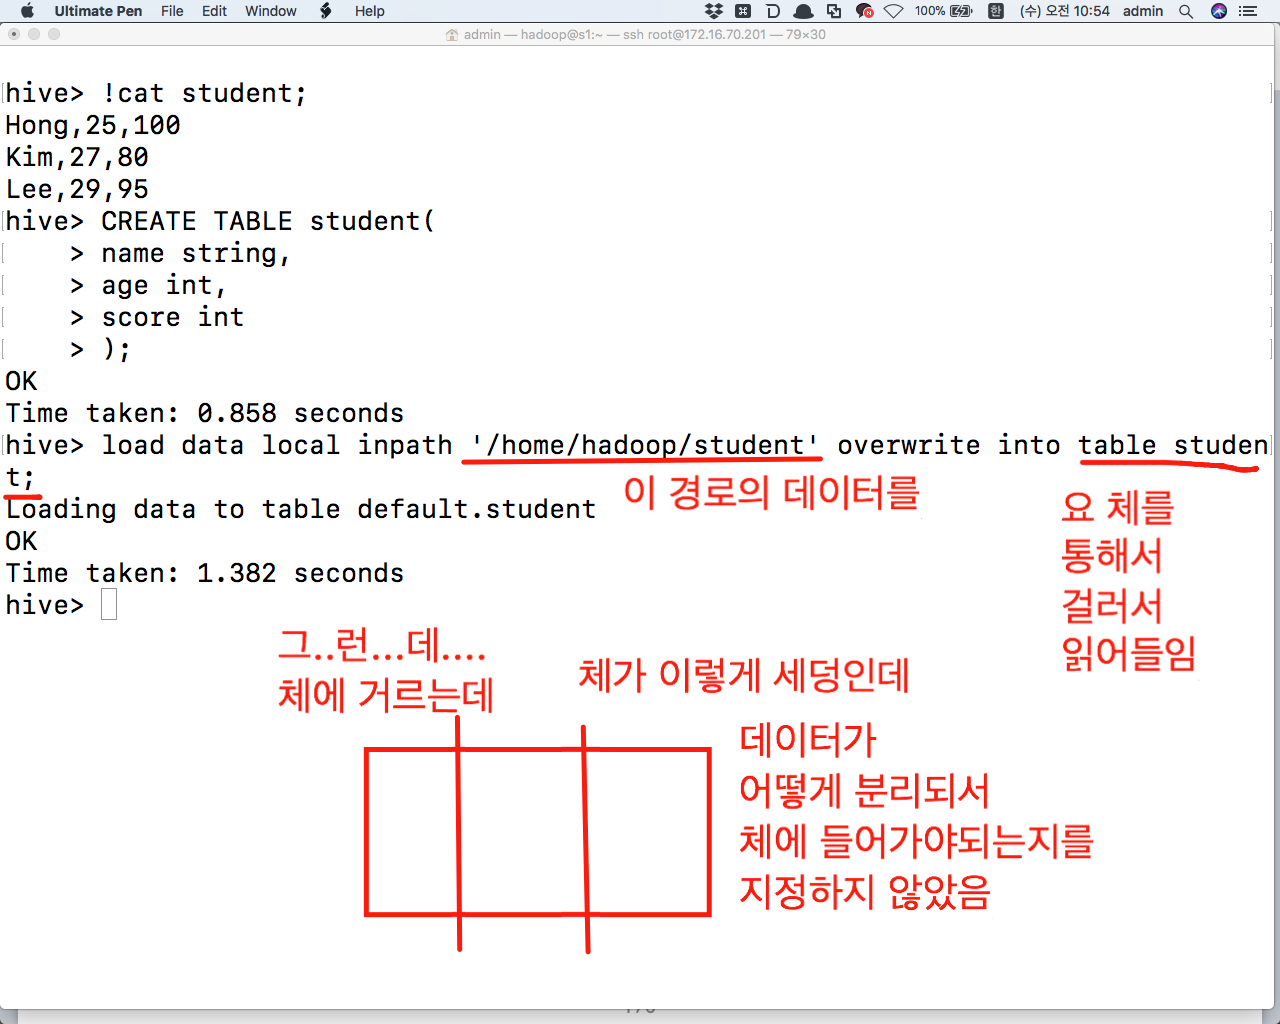 Ultimate Pen File Edit Window Help 100% 한 (수) 오전 10:54 admin
admin — hadoop@s1:~ — ssh root@172.16.70.201 — 79×30
hive> !cat student;
Hong,25,100
Kim,27,80
Lee,29,95
hive> CREATE TABLE student(
    > name string,
    > age int,
    > score int
    > );
OK
Time taken: 0.858 seconds
hive> load data local inpath '/home/hadoop/student' overwrite into table studen
t;
이 경로의 데이터를
Loading data to table default.student
OK
Time taken: 1.382 seconds
hive>
요 체를
통해서
걸러서
읽어들임
그..런...데....
체에 거르는데
체가 이렇게 세덩인데
데이터가
어떻게 분리되서
체에 들어가야되는지를
지정하지 않았음